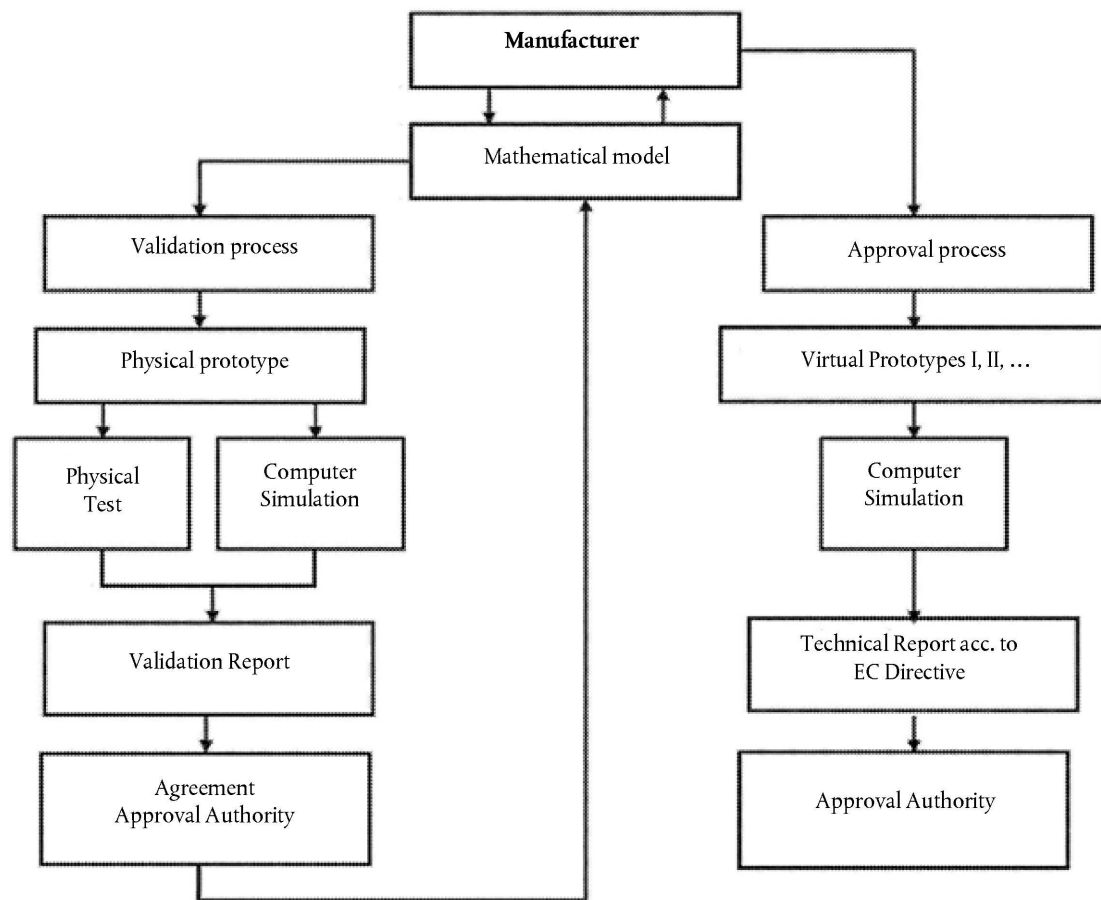 Manufacturer
Mathematical model
Validation process
Approval process
Physical prototype
Virtual Prototypes I, II, …
Physical
Test
Computer
Simulation
Computer
Simulation
Validation Report
Technical Report acc. to
EC Directive
Agreement
Approval Authority
Approval Authority